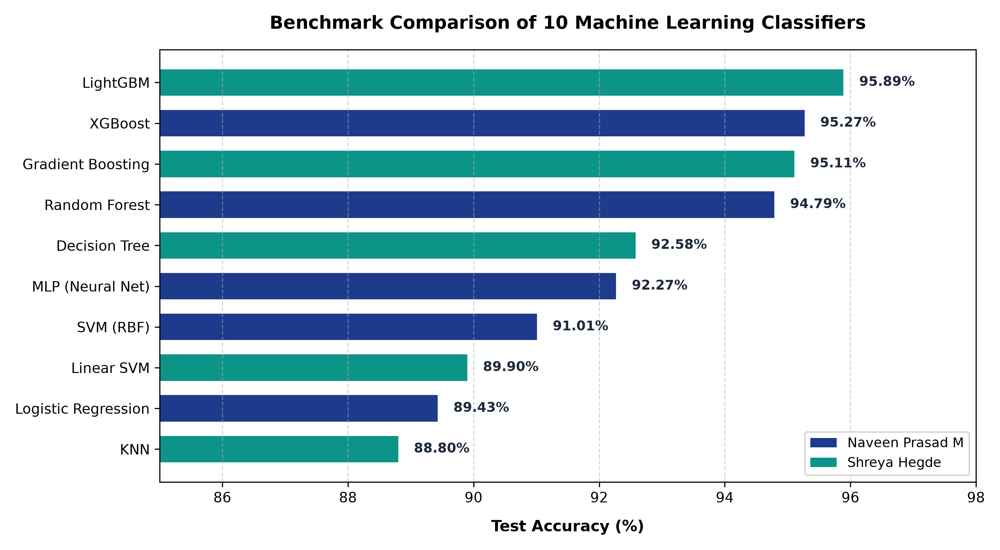 Benchmark Comparison of 10 Machine Learning Classifiers
LightGBM
95.89%
XGBoost
95.27%
Gradient Boosting
95.11%
Random Forest
94.79%
Decision Tree
92.58%
MLP (Neural Net)
92.27%
SVM (RBF)
91.01%
Linear SVM
89.90%
Logistic Regression
89.43%
KNN
88.80%
Naveen Prasad M
Shreya Hegde
86 88 90 92 94 96 98
Test Accuracy (%)